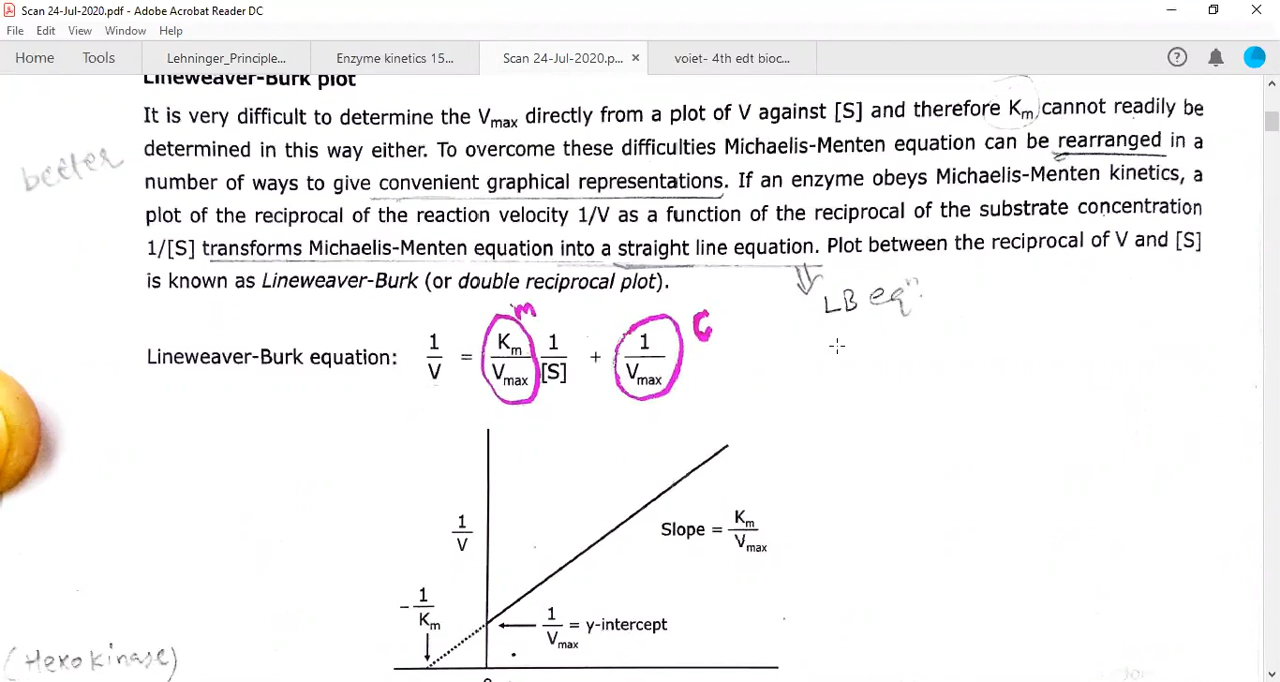 Scan 24-Jul-2020.pdf - Adobe Acrobat Reader DC
File Edit View Window Help
Home Tools Lehninger_Principle... Enzyme kinetics 15... Scan 24-Jul-2020.p... × voiet- 4th edt bioc...
Lineweaver-Burk plot
It is very difficult to determine the Vmax directly from a plot of V against [S] and therefore Km cannot readily be
determined in this way either. To overcome these difficulties Michaelis-Menten equation can be rearranged in a
better
number of ways to give convenient graphical representations. If an enzyme obeys Michaelis-Menten kinetics, a
plot of the reciprocal of the reaction velocity 1/V as a function of the reciprocal of the substrate concentration
1/[S] transforms Michaelis-Menten equation into a straight line equation. Plot between the reciprocal of V and [S]
is known as Lineweaver-Burk (or double reciprocal plot).
LB eqn.
m C
Lineweaver-Burk equation: 1/V = Km/Vmax 1/[S] + 1/Vmax
1/V
Slope = Km/Vmax
-1/Km
1/Vmax = y-intercept
(Hexokinase)